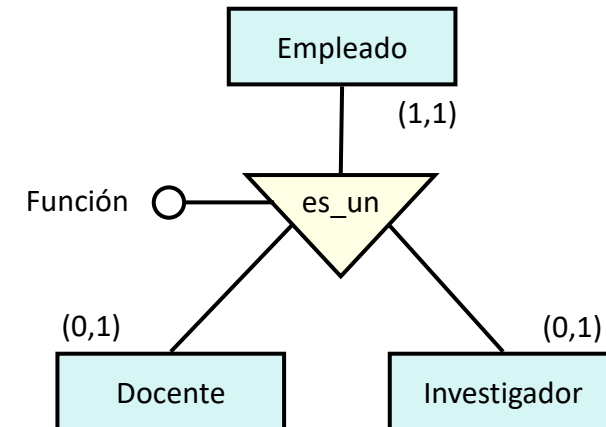 Empleado
(1,1)
Función
es_un
(0,1)
(0,1)
Docente
Investigador